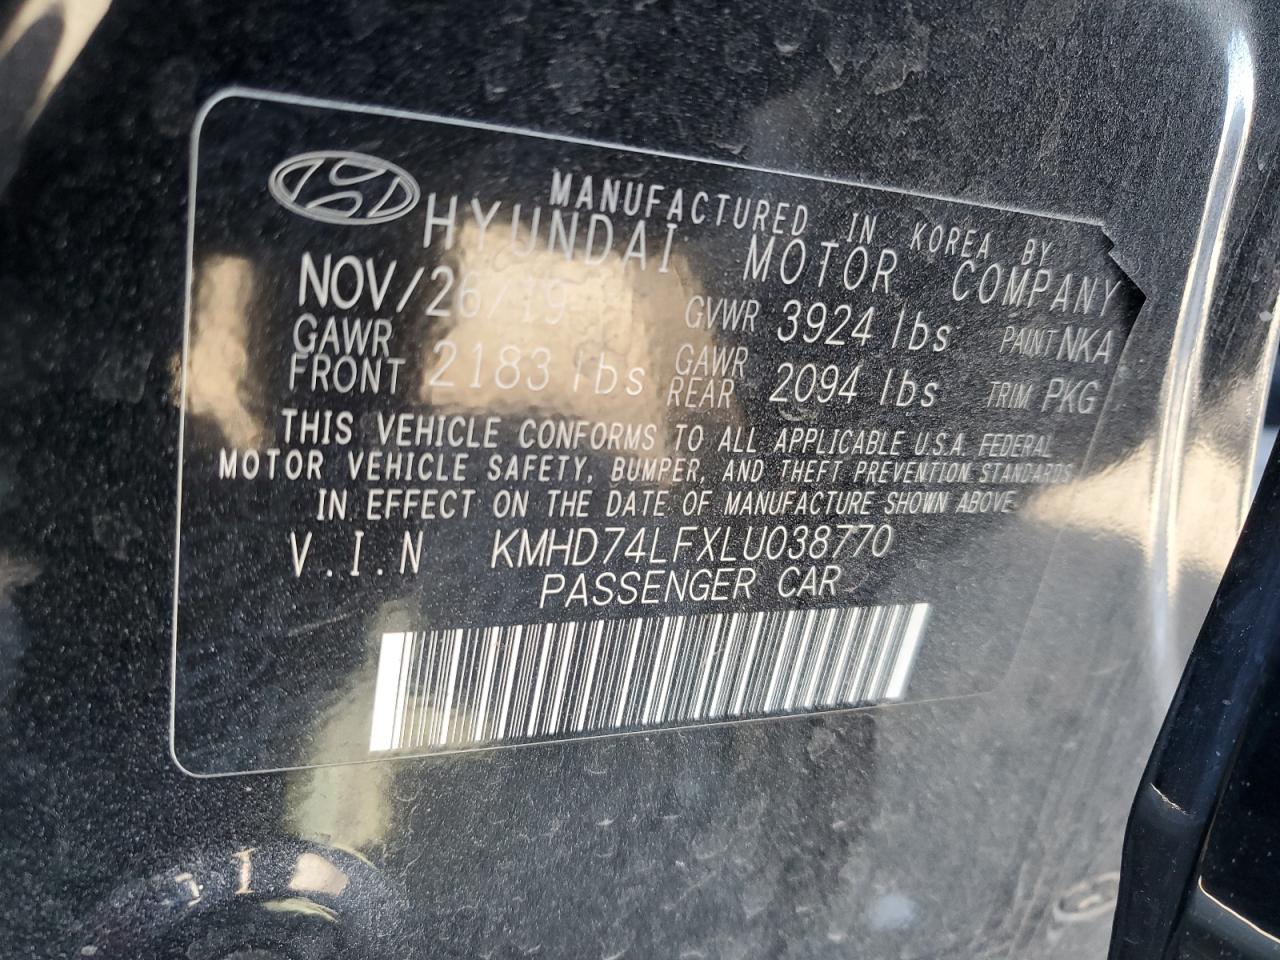 MANUFACTURED IN KOREA BY
HYUNDAI MOTOR COMPANY
NOV/26/19 GVWR 3924 lbs PAINT NKA
GAWR FRONT 2183 lbs GAWR REAR 2094 lbs TRIM PKG
THIS VEHICLE CONFORMS TO ALL APPLICABLE U.S.A. FEDERAL
MOTOR VEHICLE SAFETY, BUMPER, AND THEFT PREVENTION STANDARDS
IN EFFECT ON THE DATE OF MANUFACTURE SHOWN ABOVE
V.I.N KMHD74LFXLU038770
PASSENGER CAR